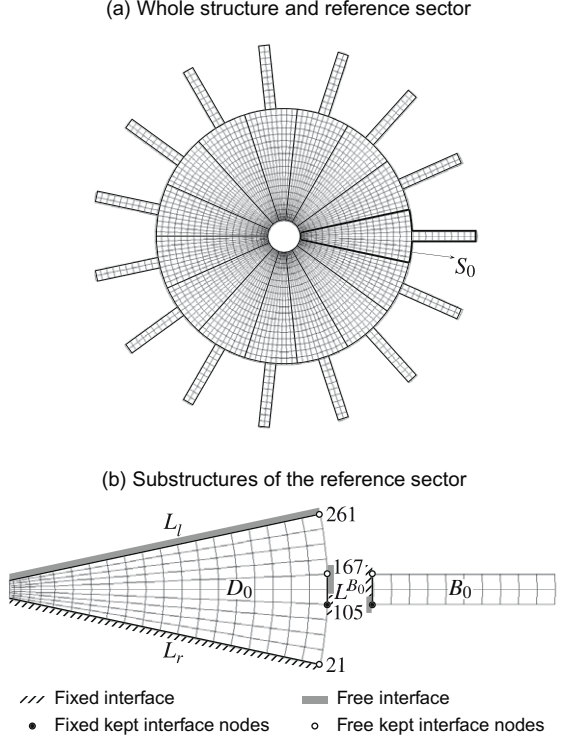 (a) Whole structure and reference sector
S0
(b) Substructures of the reference sector
261
Ll
167
D0
LB0
B0
105
Lr
21
Fixed interface
Free interface
Fixed kept interface nodes
Free kept interface nodes